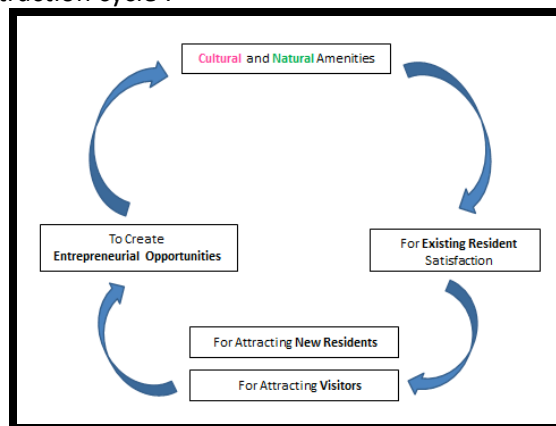 Cultural and Natural Amenities
To Create
Entrepreneurial Opportunities
For Existing Resident
Satisfaction
For Attracting New Residents
For Attracting Visitors